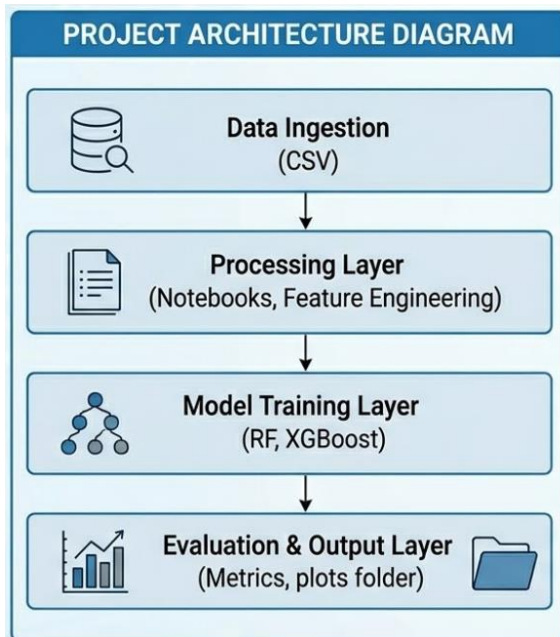 PROJECT ARCHITECTURE DIAGRAM
Data Ingestion
(CSV)
Processing Layer
(Notebooks, Feature Engineering)
Model Training Layer
(RF, XGBoost)
Evaluation & Output Layer
(Metrics, plots folder)